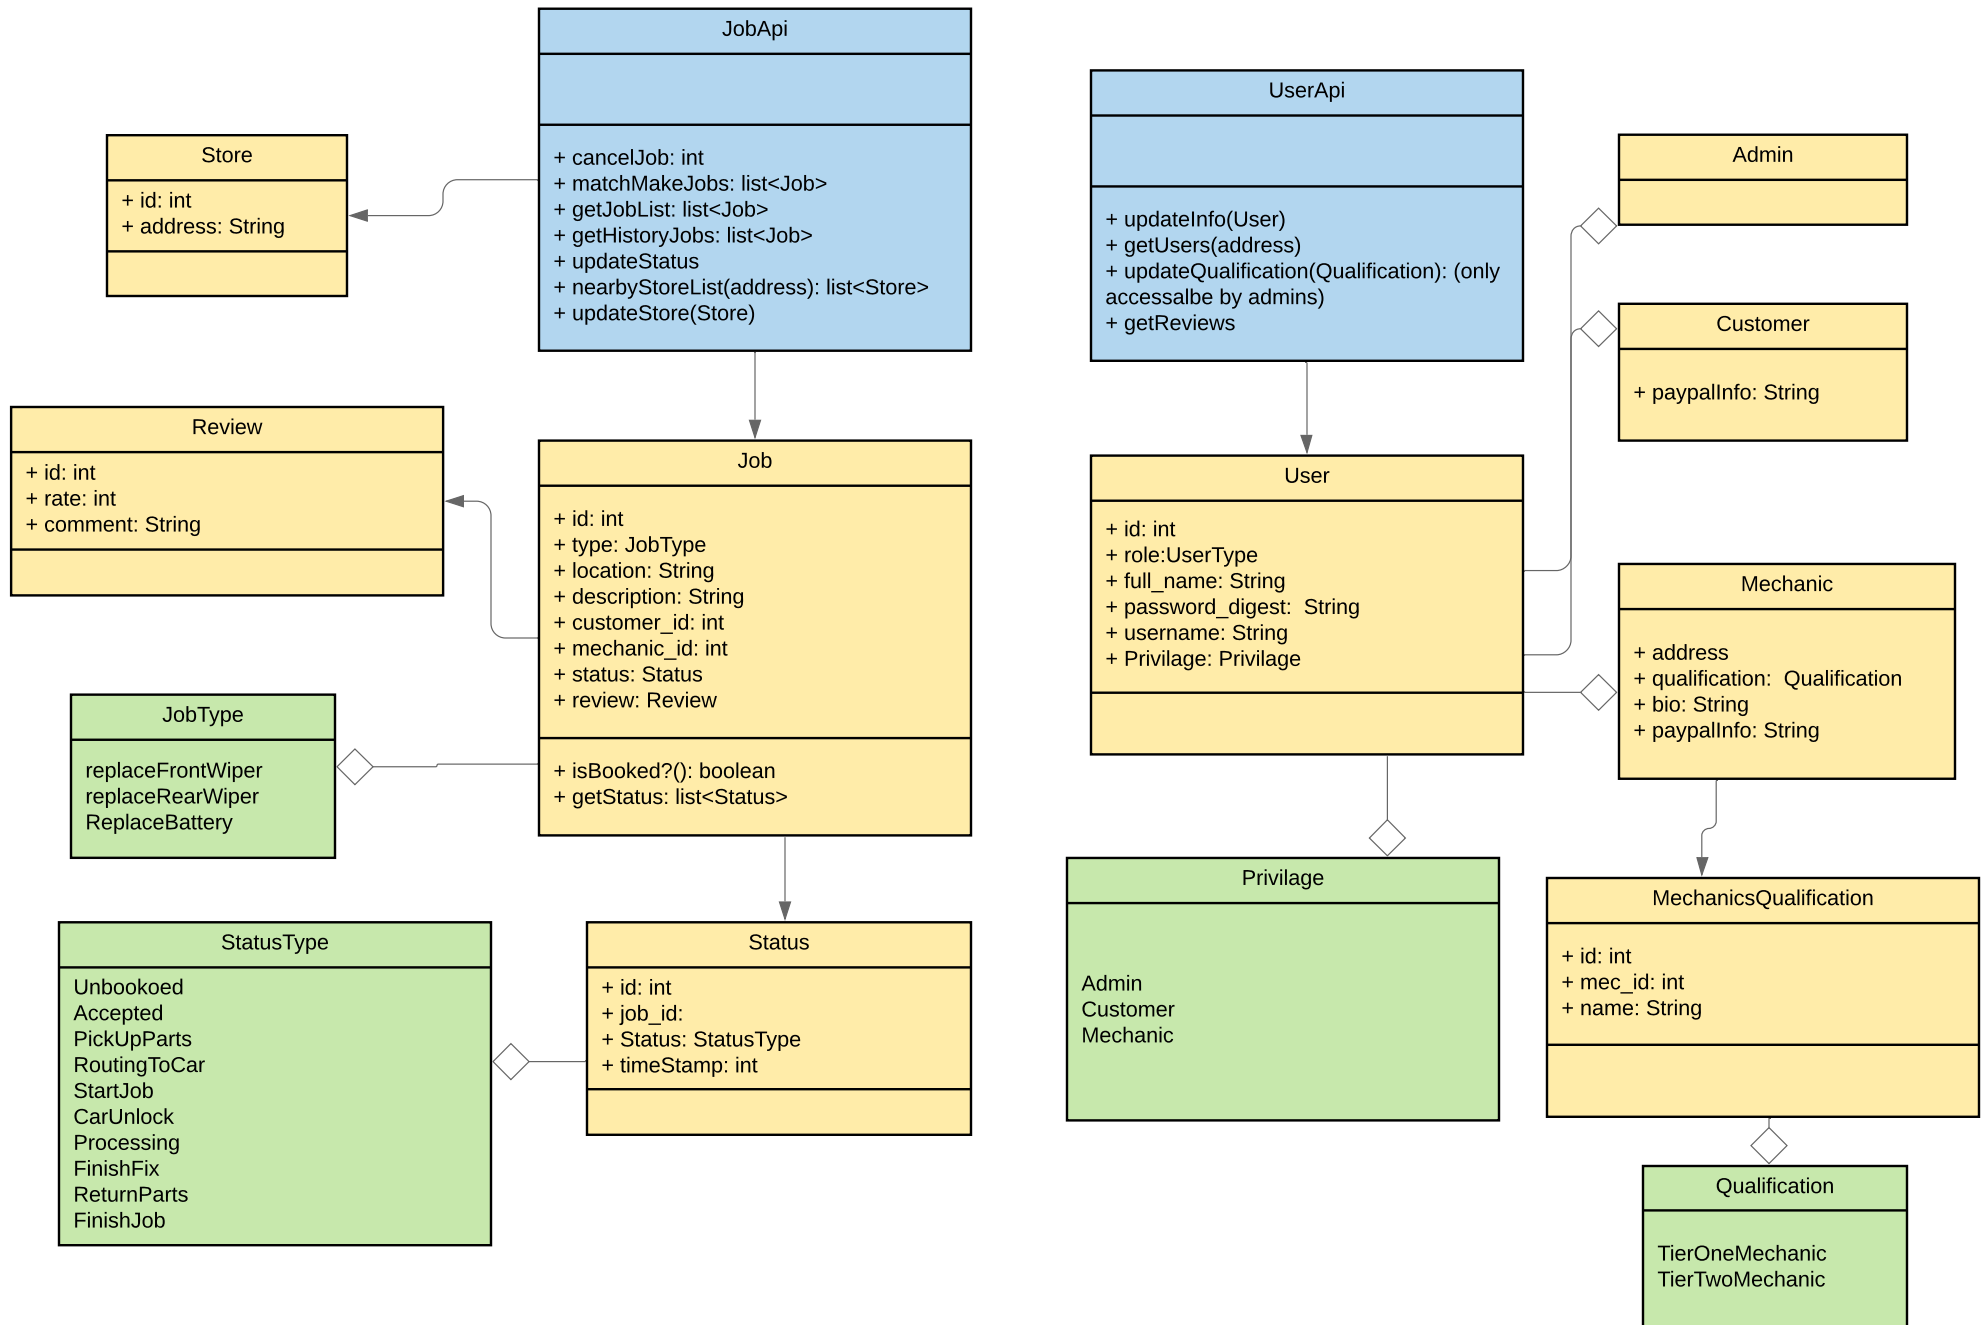 JobApi
+ cancelJob: int
+ matchMakeJobs: list<Job>
+ getJobList: list<Job>
+ getHistoryJobs: list<Job>
+ updateStatus
+ nearbyStoreList(address): list<Store>
+ updateStore(Store)
Store
+ id: int
+ address: String
Review
+ id: int
+ rate: int
+ comment: String
Job
+ id: int
+ type: JobType
+ location: String
+ description: String
+ customer_id: int
+ mechanic_id: int
+ status: Status
+ review: Review
+ isBooked?(): boolean
+ getStatus: list<Status>
JobType
replaceFrontWiper
replaceRearWiper
ReplaceBattery
StatusType
Unbookoed
Accepted
PickUpParts
RoutingToCar
StartJob
CarUnlock
Processing
FinishFix
ReturnParts
FinishJob
Status
+ id: int
+ job_id:
+ Status: StatusType
+ timeStamp: int
UserApi
+ updateInfo(User)
+ getUsers(address)
+ updateQualification(Qualification): (only
accessalbe by admins)
+ getReviews
User
+ id: int
+ role:UserType
+ full_name: String
+ password_digest:  String
+ username: String
+ Privilage: Privilage
Admin
Customer
+ paypalInfo: String
Mechanic
+ address
+ qualification:  Qualification
+ bio: String
+ paypalInfo: String
Privilage
Admin
Customer
Mechanic
MechanicsQualification
+ id: int
+ mec_id: int
+ name: String
Qualification
TierOneMechanic
TierTwoMechanic